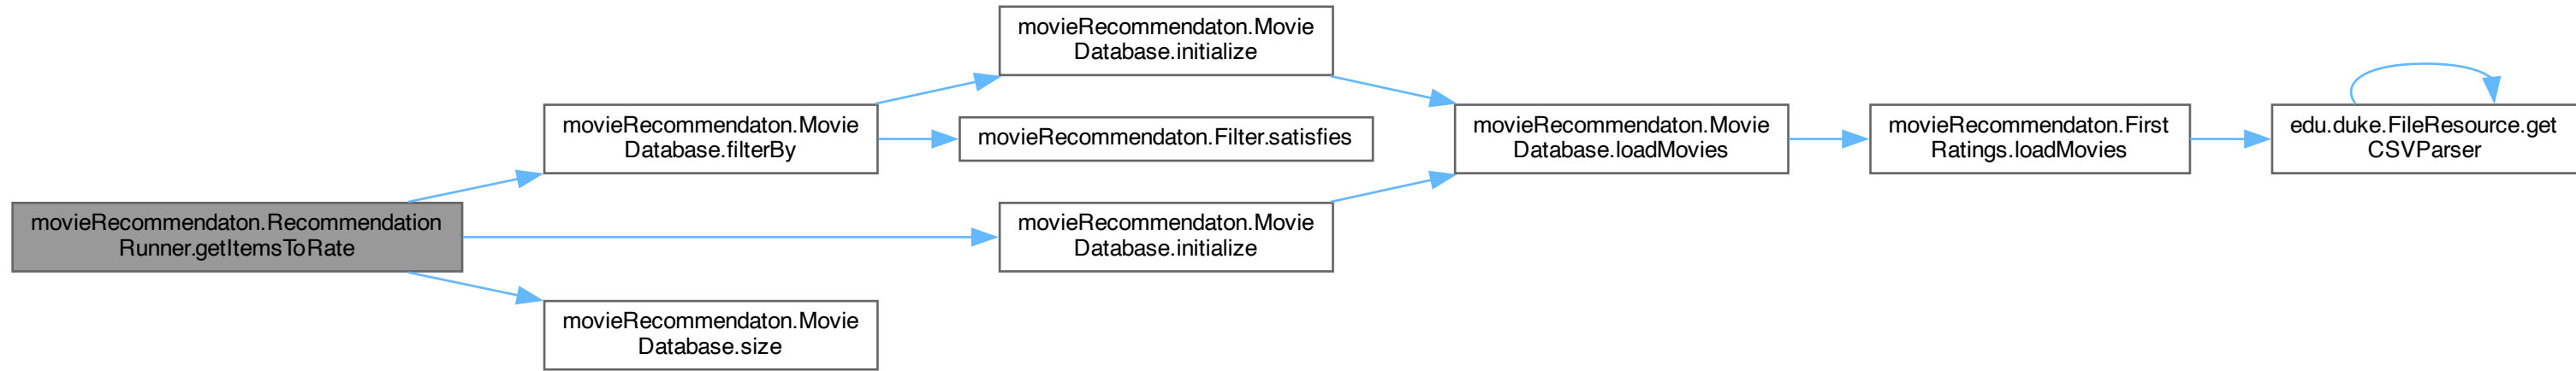 movieRecommendaton.Recommendation
Runner.getItemsToRate
movieRecommendaton.Movie
Database.filterBy
movieRecommendaton.Movie
Database.initialize
movieRecommendaton.Filter.satisfies
movieRecommendaton.Movie
Database.initialize
movieRecommendaton.Movie
Database.size
movieRecommendaton.Movie
Database.loadMovies
movieRecommendaton.First
Ratings.loadMovies
edu.duke.FileResource.get
CSVParser